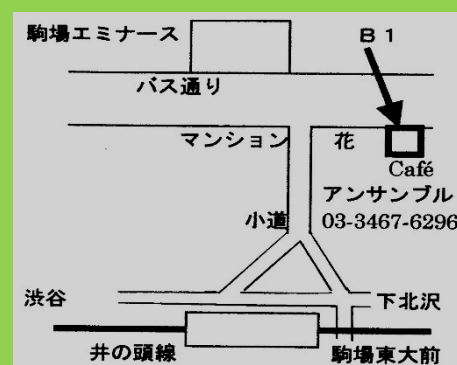 駒場エミナース
B1
バス通り
マンション
花
Café
アンサンブル
小道
03-3467-6296
渋谷
下北沢
井の頭線
駒場東大前